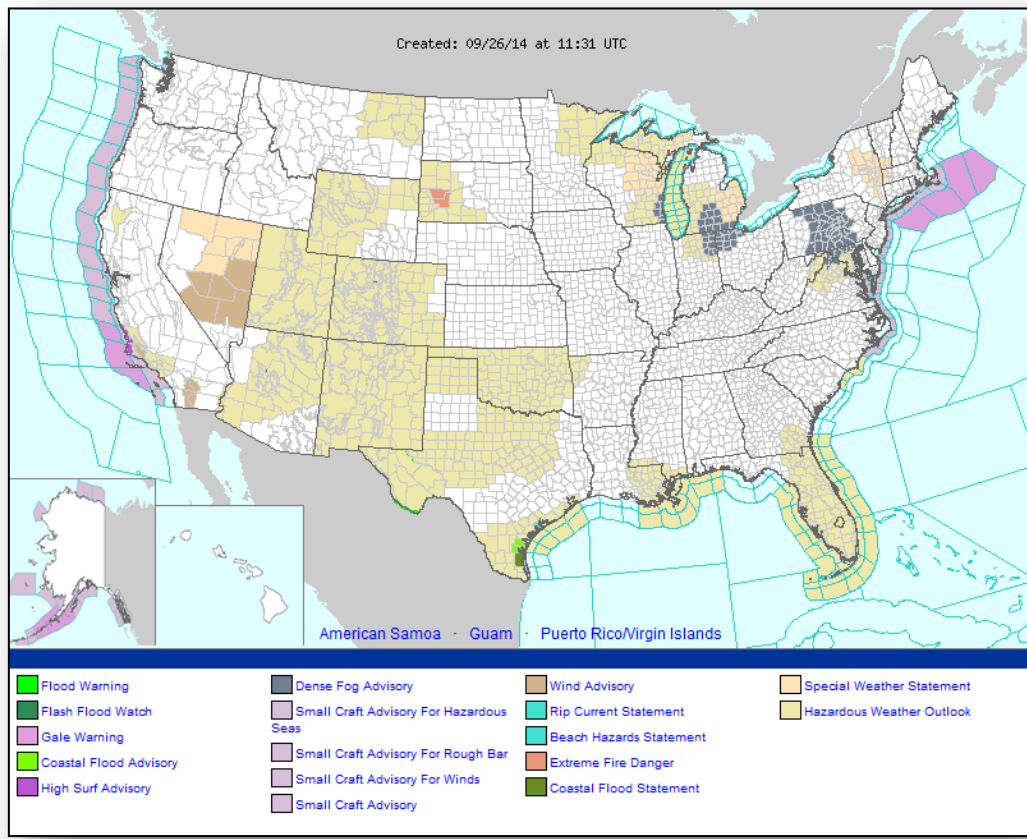 Created: 09/26/14 at 11:31 UTC
American Samoa · Guam · Puerto Rico/Virgin Islands
Flood Warning
Flash Flood Watch
Gale Warning
Coastal Flood Advisory
High Surf Advisory
Dense Fog Advisory
Small Craft Advisory For Hazardous
Seas
Small Craft Advisory For Rough Bar
Small Craft Advisory For Winds
Small Craft Advisory
Wind Advisory
Rip Current Statement
Beach Hazards Statement
Extreme Fire Danger
Coastal Flood Statement
Special Weather Statement
Hazardous Weather Outlook